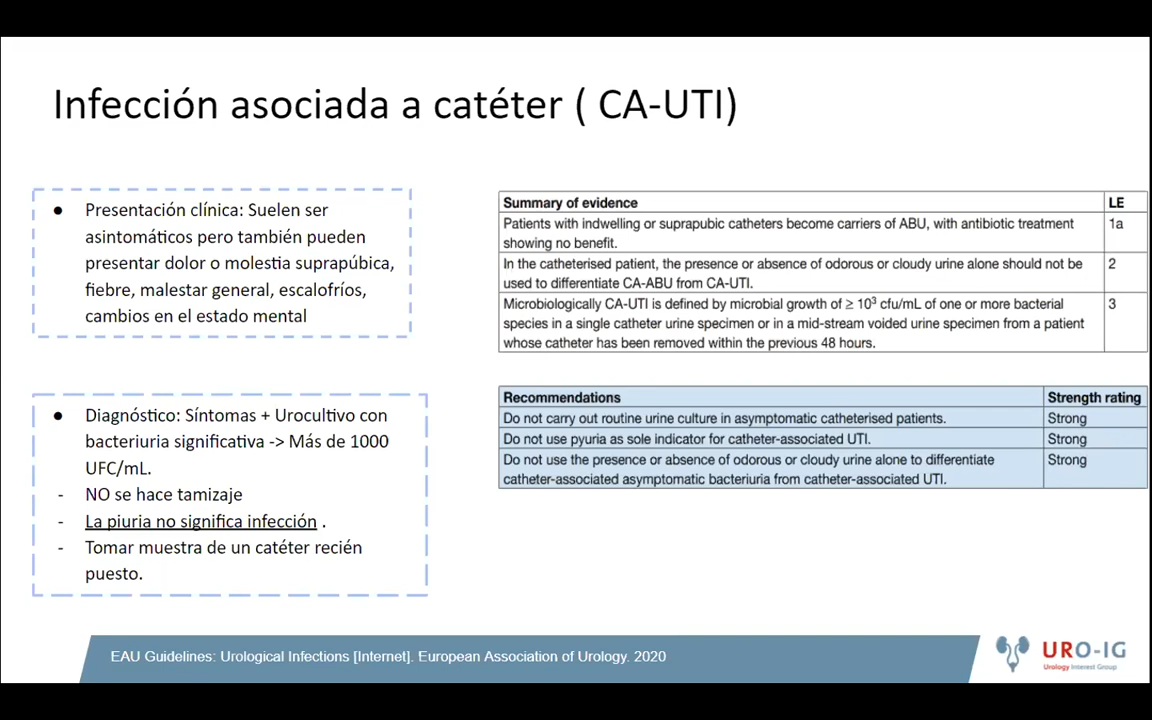 Infección asociada a catéter ( CA-UTI)
● Presentación clínica: Suelen ser
asintomáticos pero también pueden
presentar dolor o molestia suprapúbica,
fiebre, malestar general, escalofríos,
cambios en el estado mental
● Diagnóstico: Síntomas + Urocultivo con
bacteriuria significativa -> Más de 1000
UFC/mL.
- NO se hace tamizaje
- La piuria no significa infección .
- Tomar muestra de un catéter recién
puesto.
Summary of evidence LE
Patients with indwelling or suprapubic catheters become carriers of ABU, with antibiotic treatment 1a
showing no benefit.
In the catheterised patient, the presence or absence of odorous or cloudy urine alone should not be 2
used to differentiate CA-ABU from CA-UTI.
Microbiologically CA-UTI is defined by microbial growth of ≥ 10³ cfu/mL of one or more bacterial 3
species in a single catheter urine specimen or in a mid-stream voided urine specimen from a patient
whose catheter has been removed within the previous 48 hours.
Recommendations Strength rating
Do not carry out routine urine culture in asymptomatic catheterised patients. Strong
Do not use pyuria as sole indicator for catheter-associated UTI. Strong
Do not use the presence or absence of odorous or cloudy urine alone to differentiate Strong
catheter-associated asymptomatic bacteriuria from catheter-associated UTI.
EAU Guidelines: Urological Infections [Internet]. European Association of Urology. 2020
URO-IG
Urology Interest Group